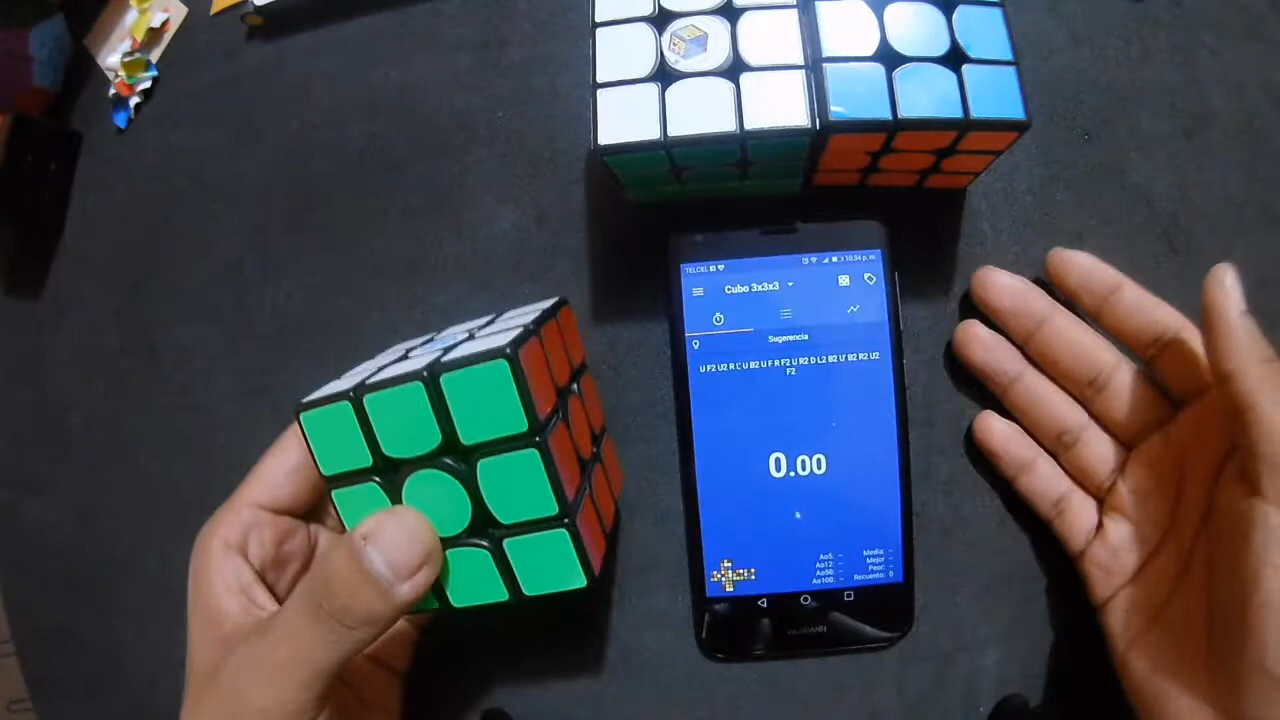 TELCEL
10:34 p.m.
Cubo 3x3x3
Sugerencia
U F2 U2 R L' U B2 U F R F2 U R2 D L2 B2 U' B2 R2 U2
F2
0.00
Ao5: --
Ao12: --
Ao50: --
Ao100: --
Media: --
Mejor: --
Peor: --
Recuento: 0
HUAWEI